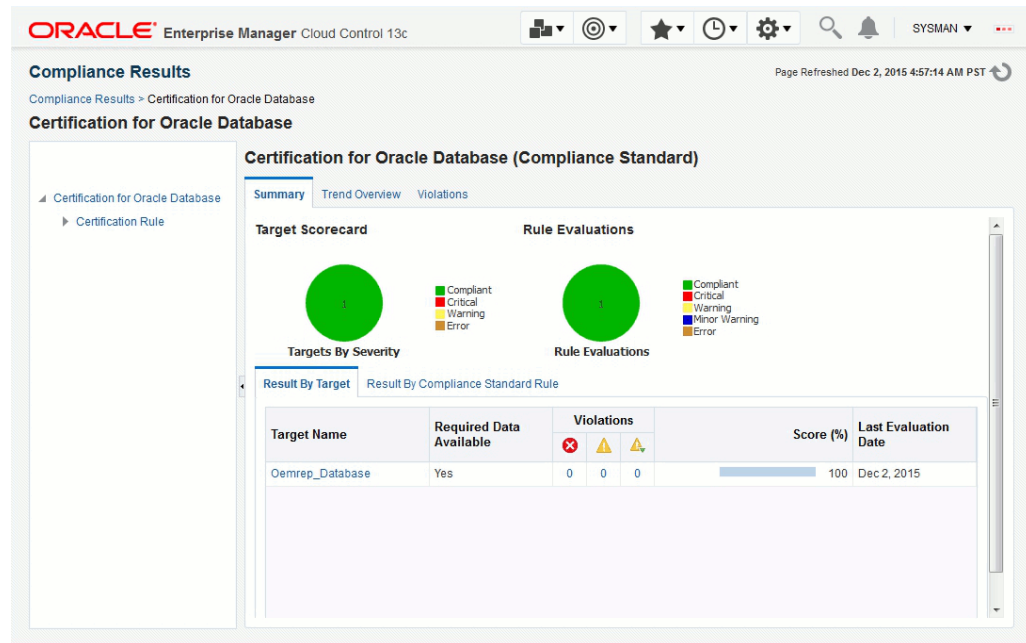 ORACLE Enterprise Manager Cloud Control 13c
SYSMAN
Compliance Results
Page Refreshed Dec 2, 2015 4:57:14 AM PST
Compliance Results > Certification for Oracle Database
Certification for Oracle Database
Certification for Oracle Database
Certification Rule
Certification for Oracle Database (Compliance Standard)
Summary Trend Overview Violations
Target Scorecard Rule Evaluations
1
Compliant
Critical
Warning
Error
Targets By Severity
1
Compliant
Critical
Warning
Minor Warning
Error
Rule Evaluations
Result By Target Result By Compliance Standard Rule
Target Name Required Data Available Violations Score (%) Last Evaluation Date
Oemrep_Database Yes 0 0 0 100 Dec 2, 2015